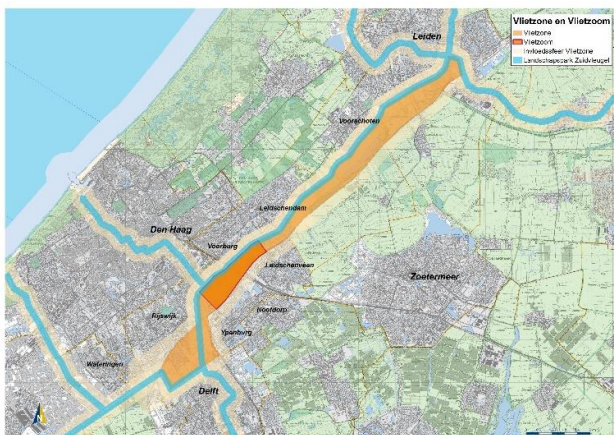 Vlietzone en Vlietzoom
Vlietzone
Vlietzoom
Invloedssfeer Vlietzone
Landschapspark Zuidvleugel
Leiden
Voorschoten
Leidschendam
Den Haag
Voorburg
Leidschenveen
Zoetermeer
Nootdorp
Rijswijk
Ypenburg
Wateringen
Delft